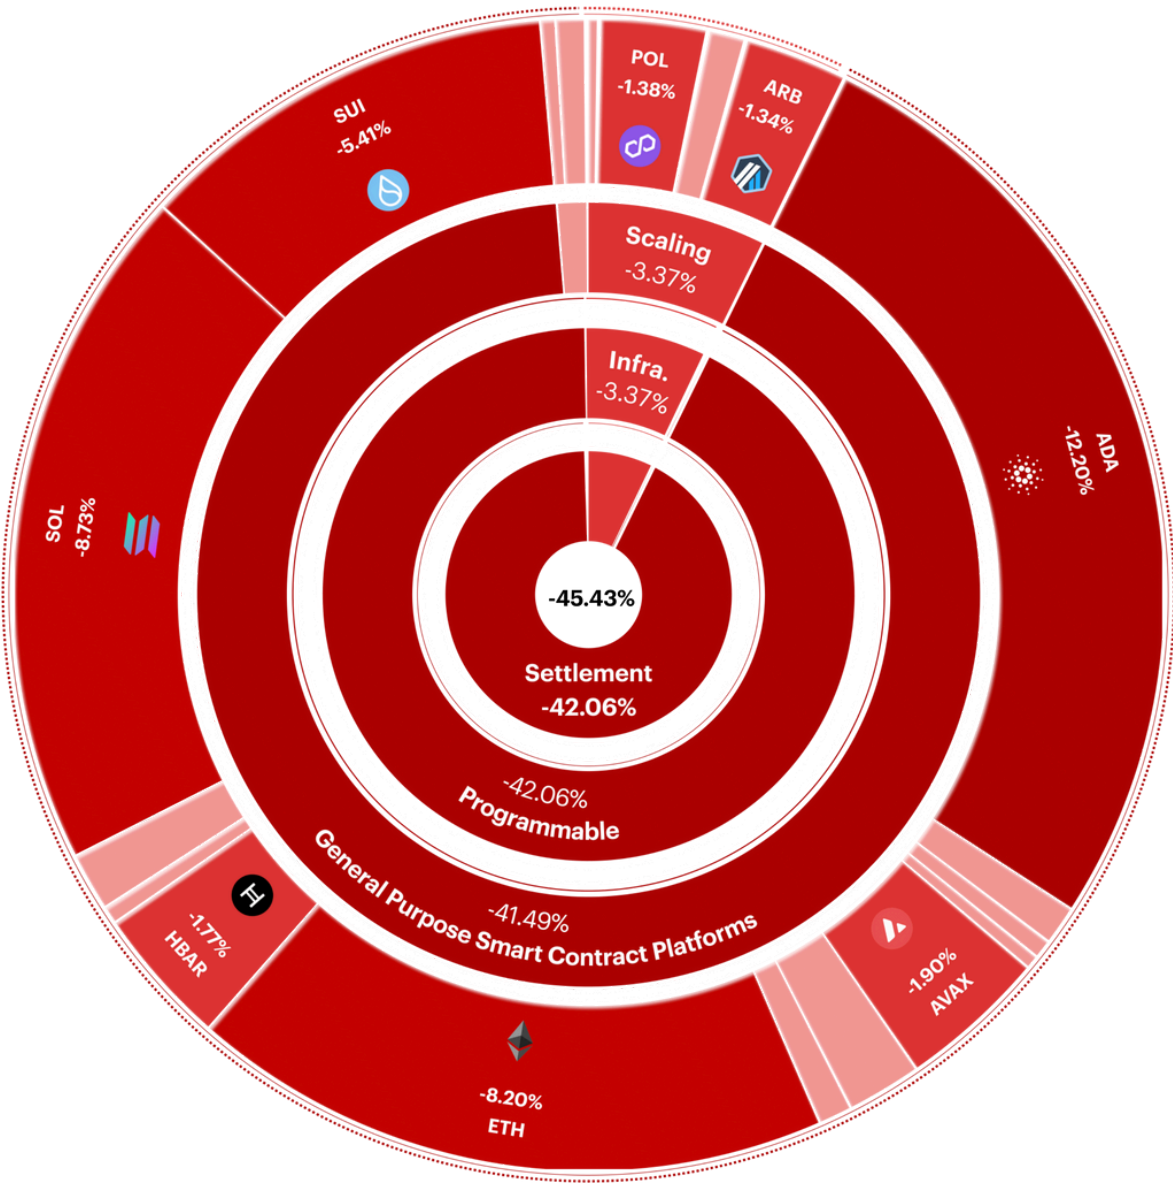 POL
-1.38%
ARB
-1.34%
SUI
-5.41%
Scaling
-3.37%
Infra.
-3.37%
ADA
-12.20%
SOL
-8.73%
-45.43%
Settlement
-42.06%
-42.06%
Programmable
-41.49%
General Purpose Smart Contract Platforms
-1.77%
HBAR
-1.90%
AVAX
-8.20%
ETH